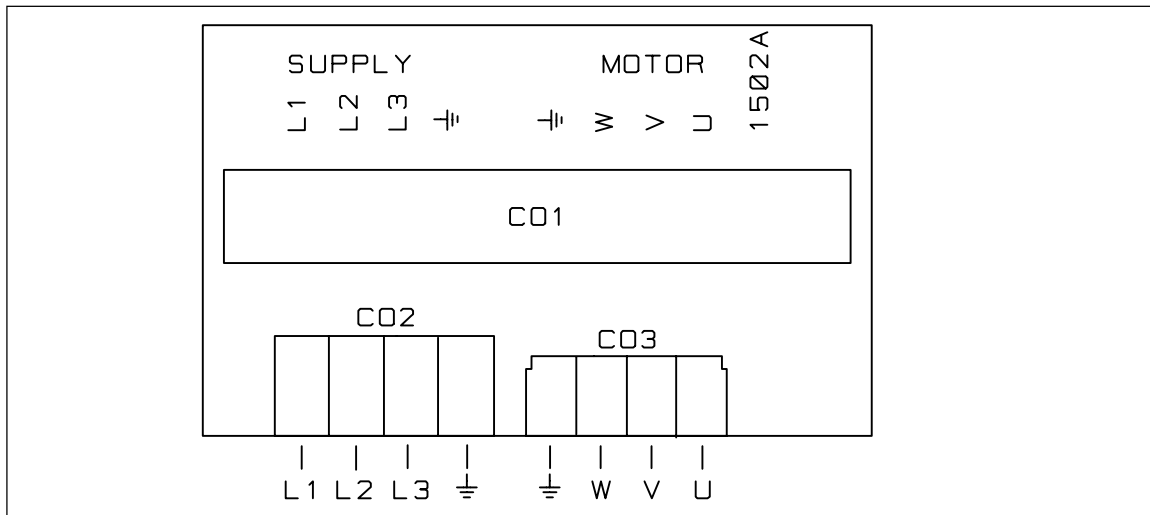 SUPPLY MOTOR
L1 L2 L3 ⏚ ⏚ W V U 1502A
CO1
CO2
CO3
L1 L2 L3 ⏚ ⏚ W V U